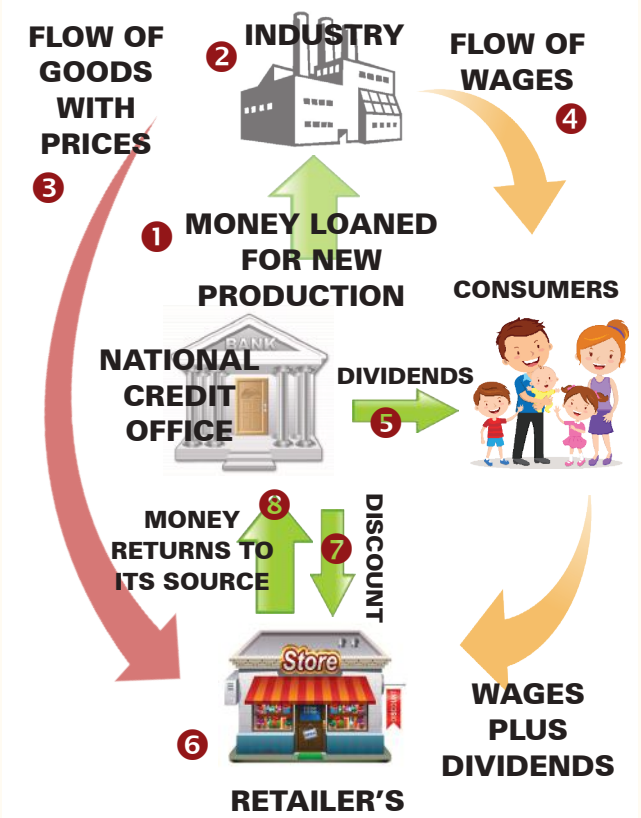 FLOW OF
GOODS
WITH
PRICES
3
2
INDUSTRY
FLOW OF
WAGES
4
1
MONEY LOANED
FOR NEW
PRODUCTION
BANK
NATIONAL
CREDIT
OFFICE
DIVIDENDS
5
CONSUMERS
8
MONEY
RETURNS TO
ITS SOURCE
7
DISCOUNT
Store
6
RETAILER'S
WAGES
PLUS
DIVIDENDS